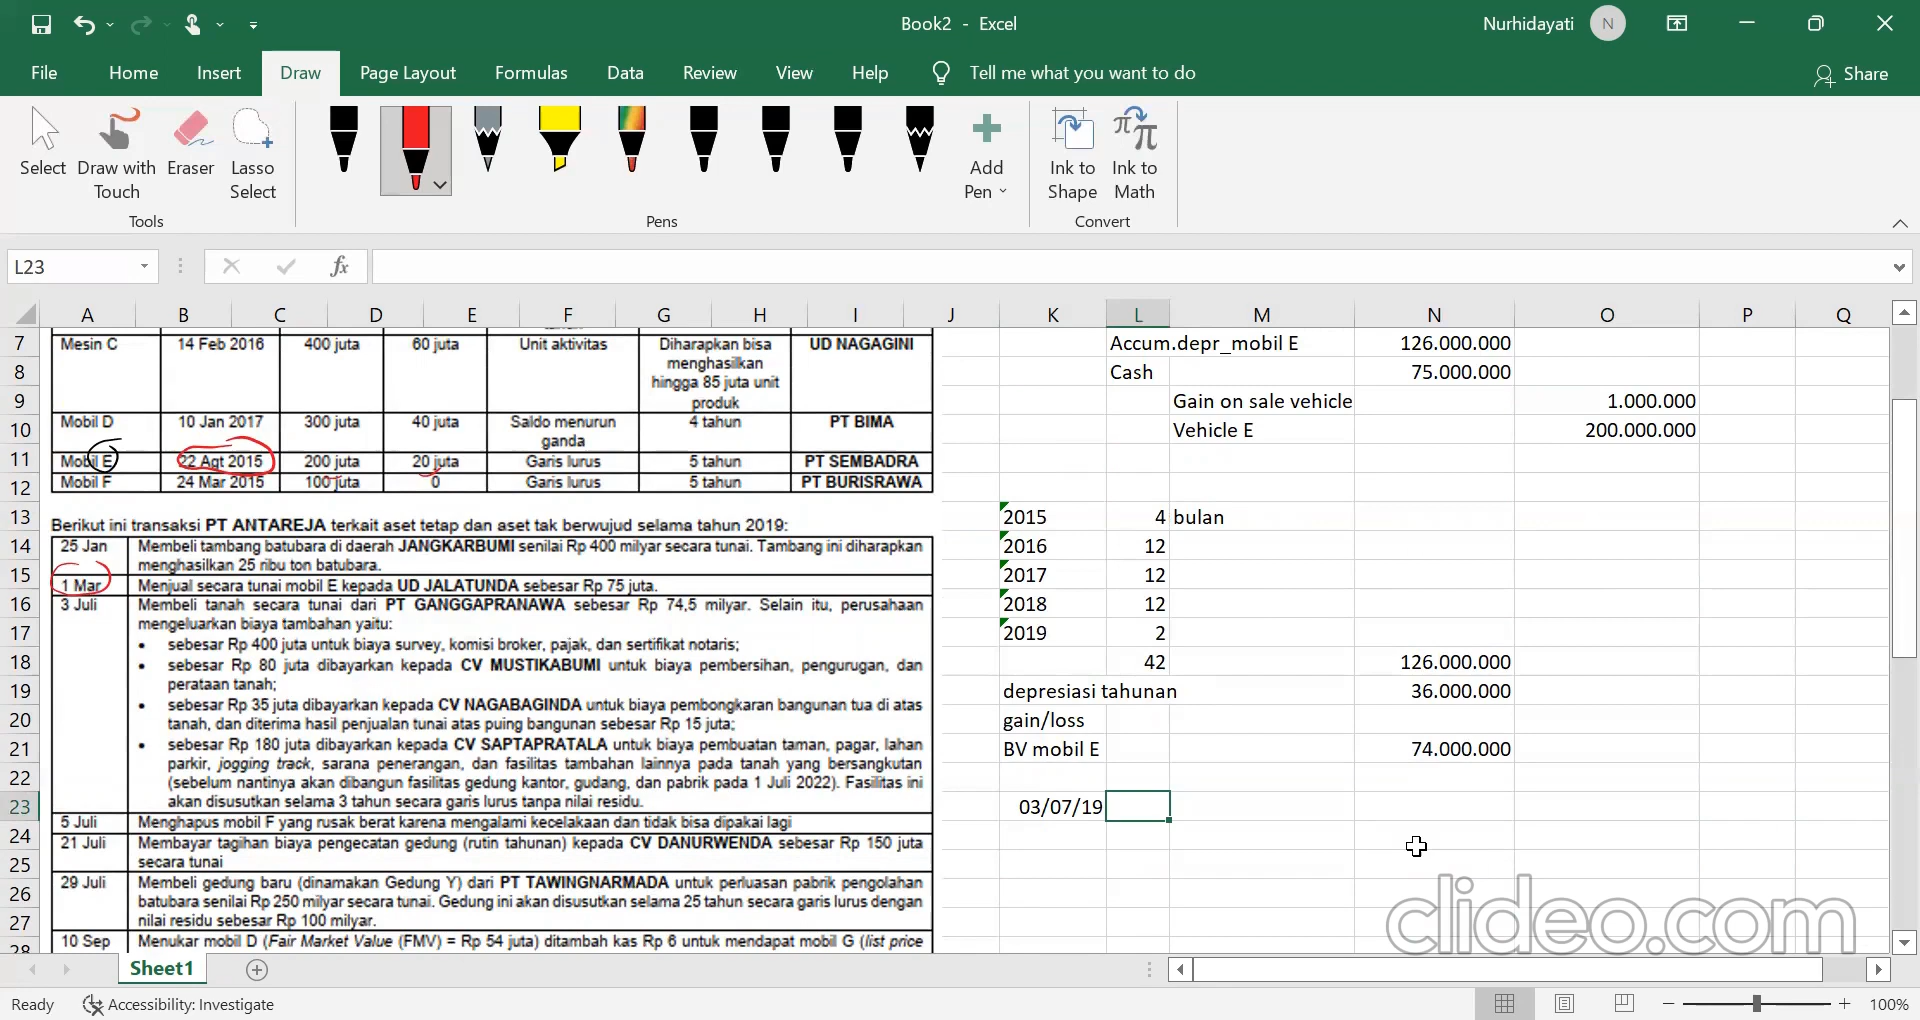 Book2 - Excel
Nurhidayati
N
File Home Insert Draw Page Layout Formulas Data Review View Help Tell me what you want to do Share
Select
Draw with Touch
Eraser
Lasso Select
Add Pen
Ink to Shape
Ink to Math
Tools
Pens
Convert
L23
fx
A B C D E F G H I J K L M N O P Q
7
8
9
10
11
12
13
14
15
16
17
18
19
20
21
22
23
24
25
26
27
28
Mesin C 14 Feb 2016 400 juta 60 juta Unit aktivitas Diharapkan bisa menghasilkan hingga 85 juta unit produk UD NAGAGINI
Mobil D 10 Jan 2017 300 juta 40 juta Saldo menurun ganda 4 tahun PT BIMA
Mobil E 22 Agt 2015 200 juta 20 juta Garis lurus 5 tahun PT SEMBADRA
Mobil F 24 Mar 2015 100 juta 0 Garis lurus 5 tahun PT BURISRAWA
Berikut ini transaksi PT ANTAREJA terkait aset tetap dan aset tak berwujud selama tahun 2019:
25 Jan Membeli tambang batubara di daerah JANGKARBUMI senilai Rp 400 milyar secara tunai. Tambang ini diharapkan
menghasilkan 25 ribu ton batubara.
1 Mar Menjual secara tunai mobil E kepada UD JALATUNDA sebesar Rp 75 juta.
3 Juli Membeli tanah secara tunai dari PT GANGGAPRANAWA sebesar Rp 74,5 milyar. Selain itu, perusahaan
mengeluarkan biaya tambahan yaitu:
• sebesar Rp 400 juta untuk biaya survey, komisi broker, pajak, dan sertifikat notaris;
• sebesar Rp 80 juta dibayarkan kepada CV MUSTIKABUMI untuk biaya pembersihan, pengurugan, dan
perataan tanah;
• sebesar Rp 35 juta dibayarkan kepada CV NAGABAGINDA untuk biaya pembongkaran bangunan tua di atas
tanah, dan diterima hasil penjualan tunai atas puing bangunan sebesar Rp 15 juta;
• sebesar Rp 180 juta dibayarkan kepada CV SAPTAPRATALA untuk biaya pembuatan taman, pagar, lahan
parkir, jogging track, sarana penerangan, dan fasilitas tambahan lainnya pada tanah yang bersangkutan
(sebelum nantinya akan dibangun fasilitas gedung kantor, gudang, dan pabrik pada 1 Juli 2022). Fasilitas ini
akan disusutkan selama 3 tahun secara garis lurus tanpa nilai residu.
5 Juli Menghapus mobil F yang rusak berat karena mengalami kecelakaan dan tidak bisa dipakai lagi
21 Juli Membayar tagihan biaya pengecatan gedung (rutin tahunan) kepada CV DANURWENDA sebesar Rp 150 juta
secara tunai
29 Juli Membeli gedung baru (dinamakan Gedung Y) dari PT TAWINGNARMADA untuk perluasan pabrik pengolahan
batubara senilai Rp 250 milyar secara tunai. Gedung ini akan disusutkan selama 25 tahun secara garis lurus dengan
nilai residu sebesar Rp 100 milyar.
10 Sep Menukar mobil D (Fair Market Value (FMV) = Rp 54 juta) ditambah kas Rp 6 untuk mendapat mobil G (list price
Accum.depr_mobil E 126.000.000
Cash 75.000.000
Gain on sale vehicle 1.000.000
Vehicle E 200.000.000
2015 4 bulan
2016 12
2017 12
2018 12
2019 2
42 126.000.000
depresiasi tahunan 36.000.000
gain/loss
BV mobil E 74.000.000
03/07/19
clideo.com
Sheet1
Ready Accessibility: Investigate
100%